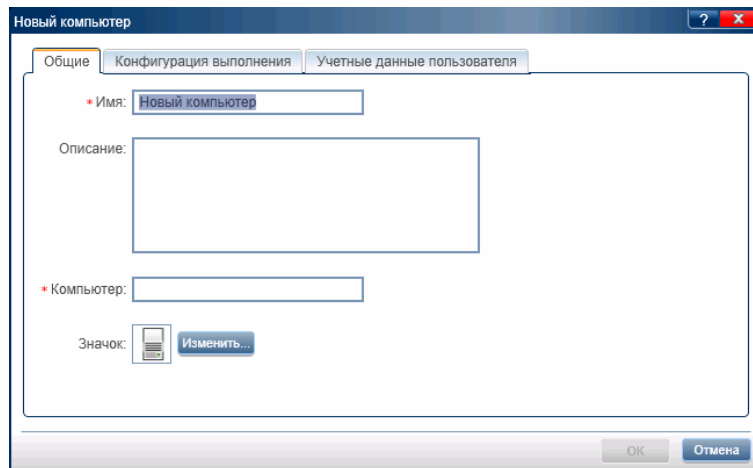 Новый компьютер
? X
Общие Конфигурация выполнения Учетные данные пользователя
* Имя: Новый компьютер
Описание:
* Компьютер:
Значок: Изменить...
OK Отмена